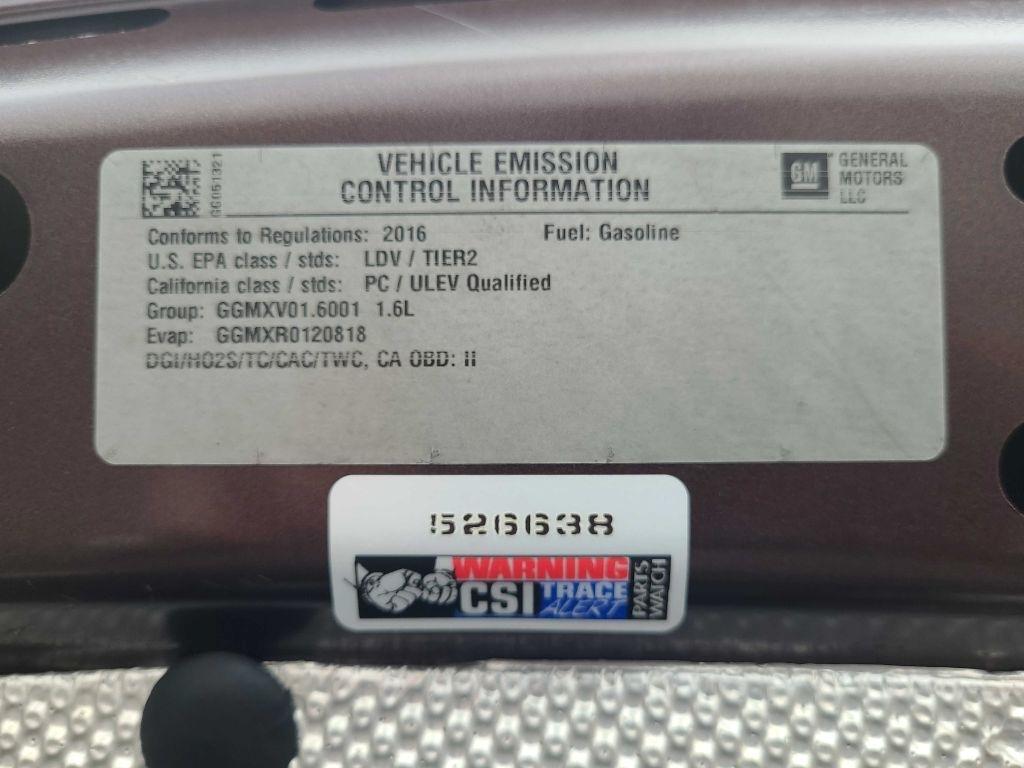 GG051321
VEHICLE EMISSION
CONTROL INFORMATION
GM
GENERAL
MOTORS
LLC
Conforms to Regulations: 2016 Fuel: Gasoline
U.S. EPA class / stds: LDV / TIER2
California class / stds: PC / ULEV Qualified
Group: GGMXV01.6001 1.6L
Evap: GGMXR0120818
DGI/HO2S/TC/CAC/TWC, CA OBD: II
526638
WARNING
CSI TRACE
ALERT
PARTS
WATCH